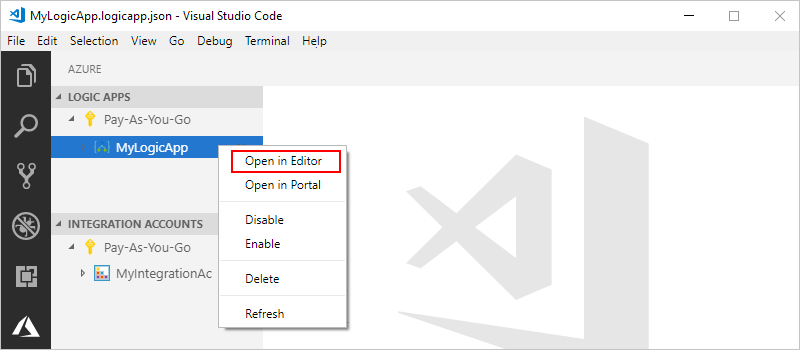 MyLogicApp.logicapp.json - Visual Studio Code
File Edit Selection View Go Debug Terminal Help
AZURE
LOGIC APPS
Pay-As-You-Go
MyLogicApp
Open in Editor
Open in Portal
Disable
Enable
Delete
Refresh
INTEGRATION ACCOUNTS
Pay-As-You-Go
MyIntegrationAc